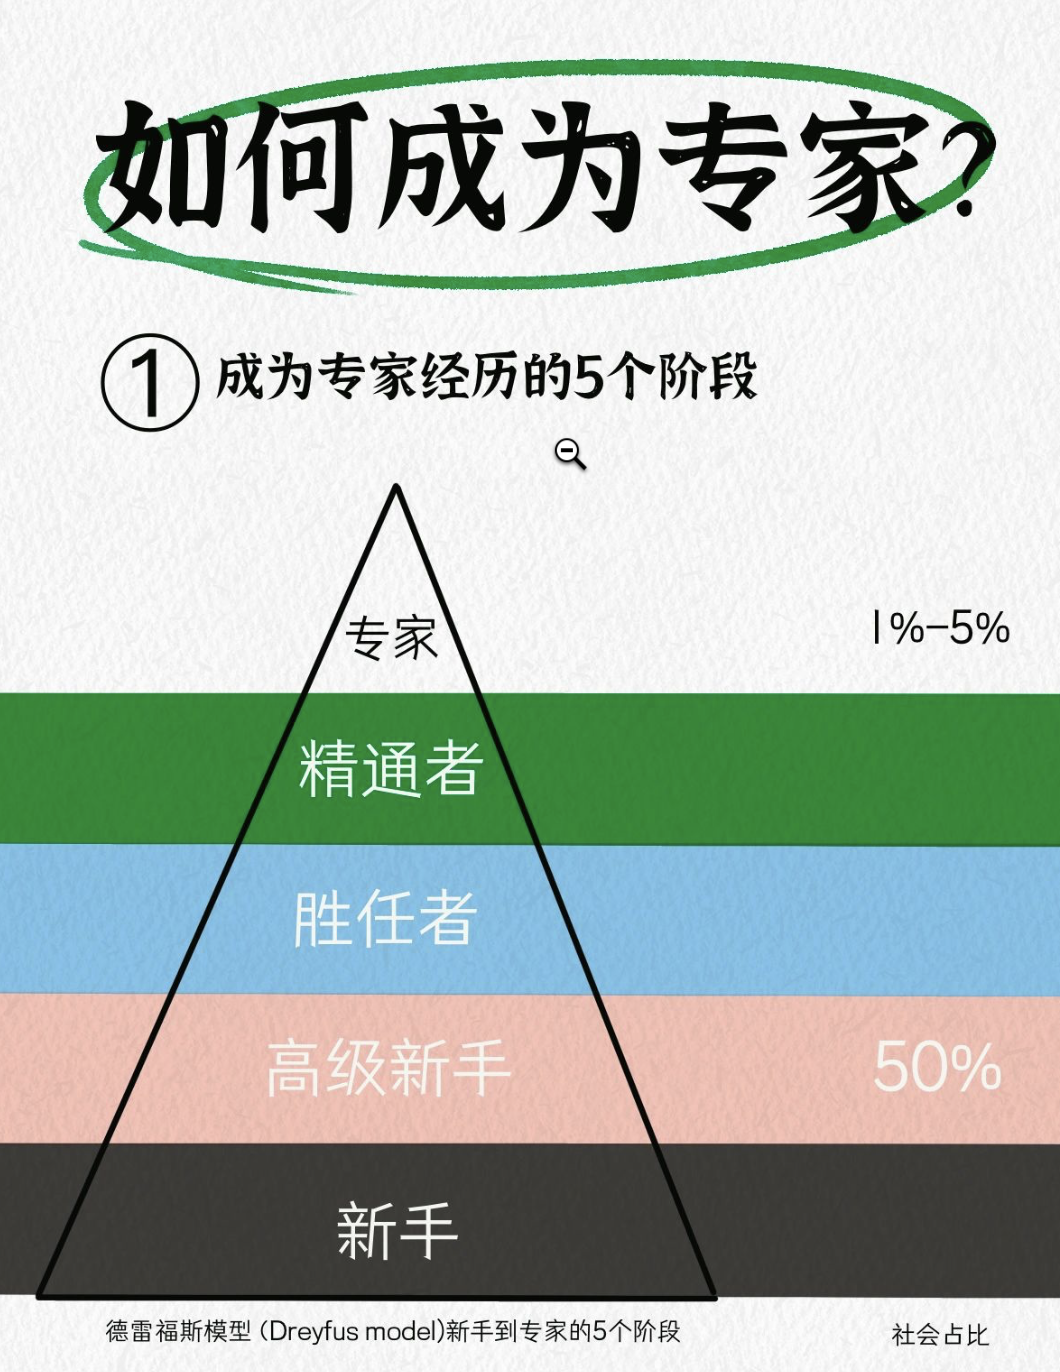 如何成为专家?
① 成为专家经历的5个阶段
专家
1%-5%
精通者
胜任者
高级新手
50%
新手
德雷福斯模型 (Dreyfus model)新手到专家的5个阶段
社会占比